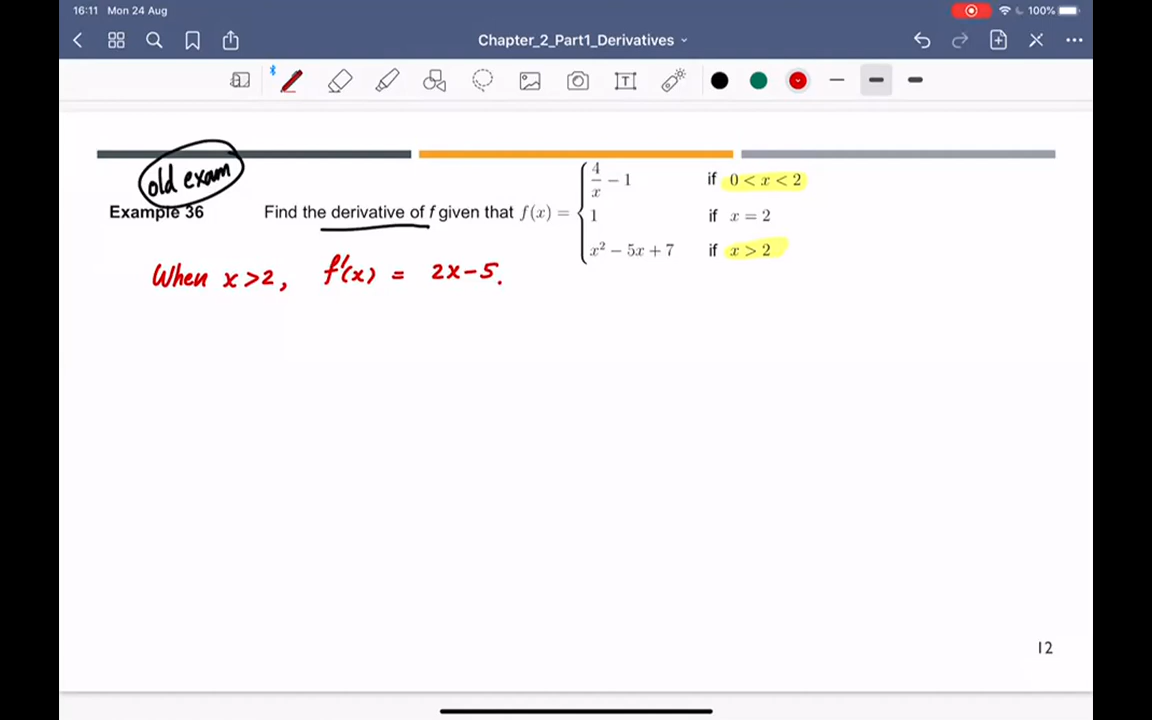 16:11 Mon 24 Aug
100%
Chapter_2_Part1_Derivatives
T
old exam
Example 36 Find the derivative of f given that f(x) = { 4/x − 1 if 0 < x < 2
1 if x = 2
x² − 5x + 7 if x > 2
When x>2, f'(x) = 2x-5.
12